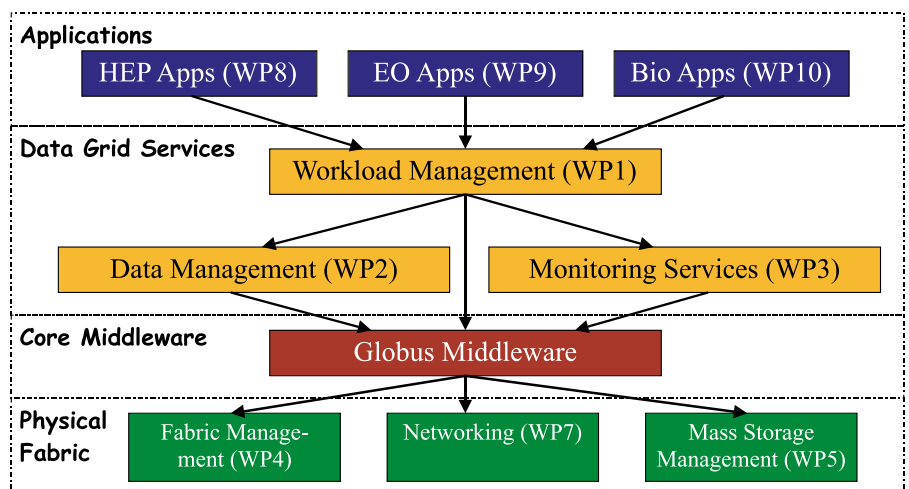 Applications
HEP Apps (WP8)
EO Apps (WP9)
Bio Apps (WP10)
Data Grid Services
Workload Management (WP1)
Data Management (WP2)
Monitoring Services (WP3)
Core Middleware
Globus Middleware
Physical
Fabric
Fabric Manage-
ment (WP4)
Networking (WP7)
Mass Storage
Management (WP5)